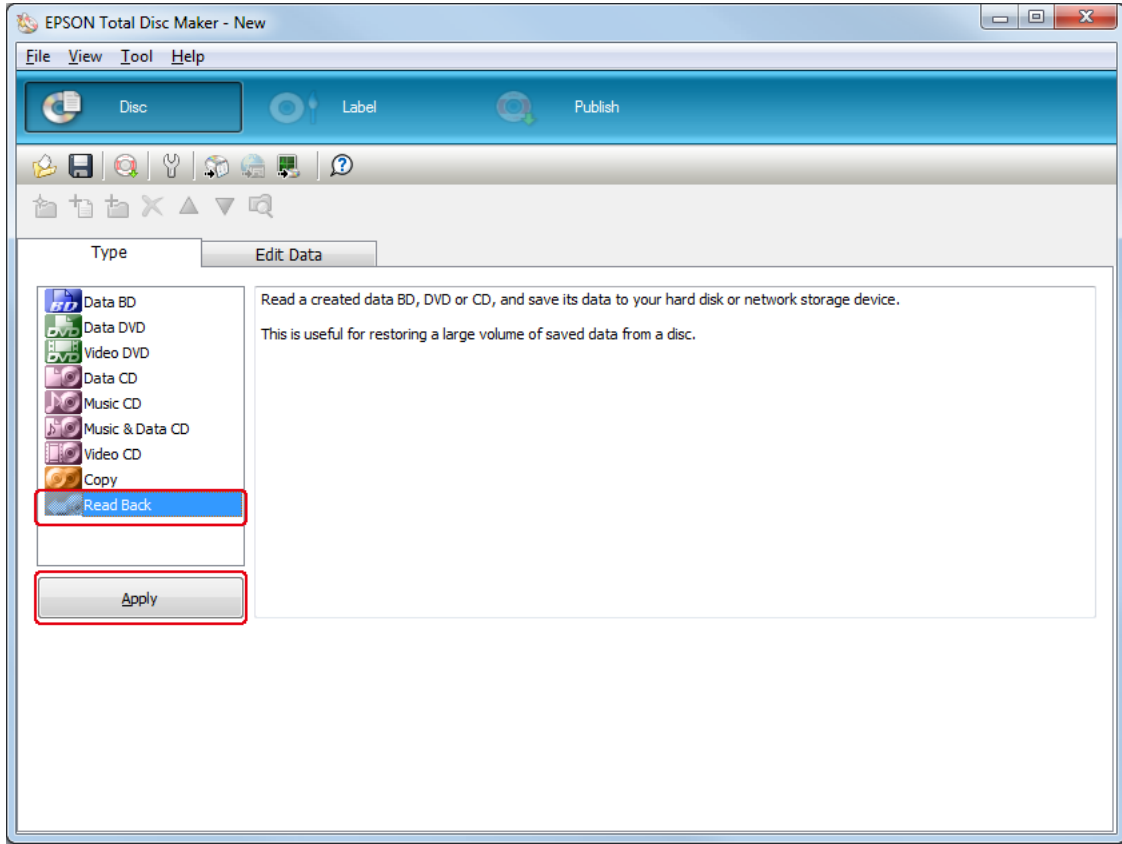 EPSON Total Disc Maker - New
File View Tool Help
Disc Label Publish
Type Edit Data
Data BD
Data DVD
Video DVD
Data CD
Music CD
Music & Data CD
Video CD
Copy
Read Back
Apply
Read a created data BD, DVD or CD, and save its data to your hard disk or network storage device.
This is useful for restoring a large volume of saved data from a disc.